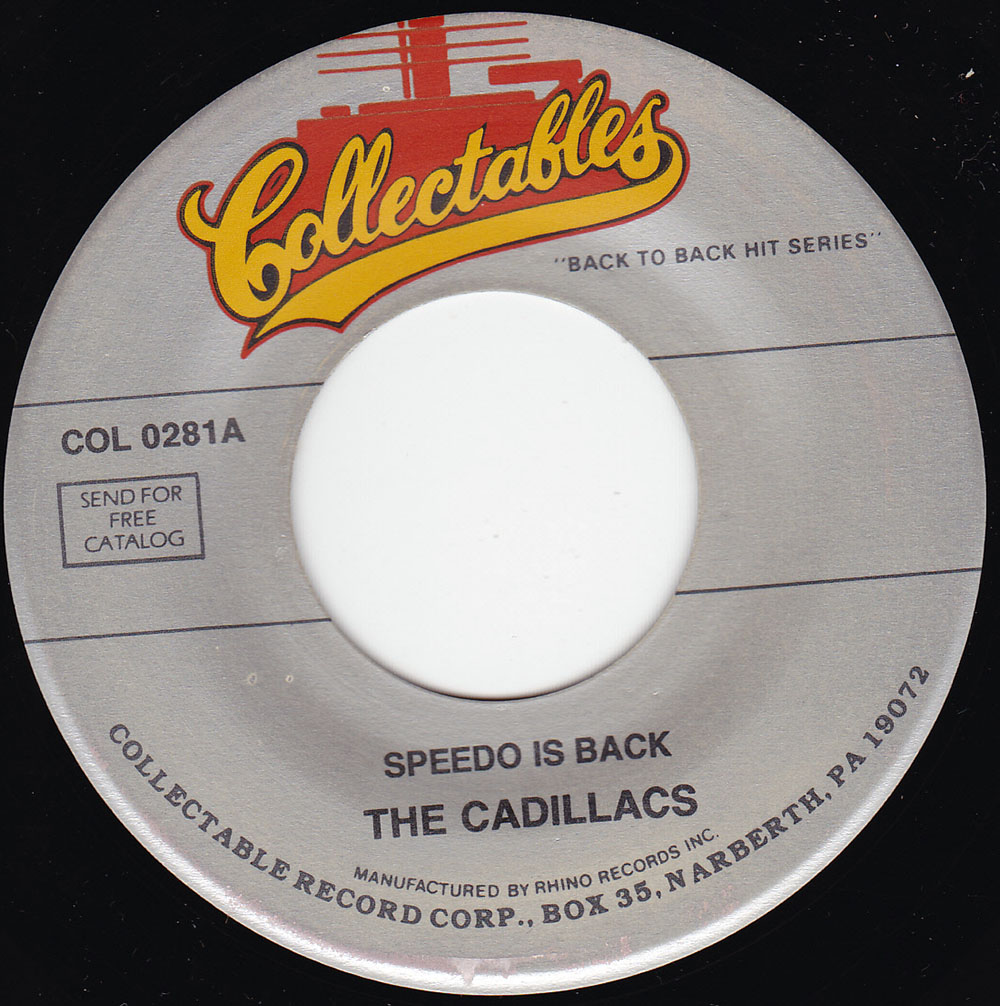 Collectables
"BACK TO BACK HIT SERIES"
COL 0281A
SEND FOR
FREE
CATALOG
SPEEDO IS BACK
THE CADILLACS
MANUFACTURED BY RHINO RECORDS INC.
COLLECTABLE RECORD CORP., BOX 35, NARBERTH, PA 19072